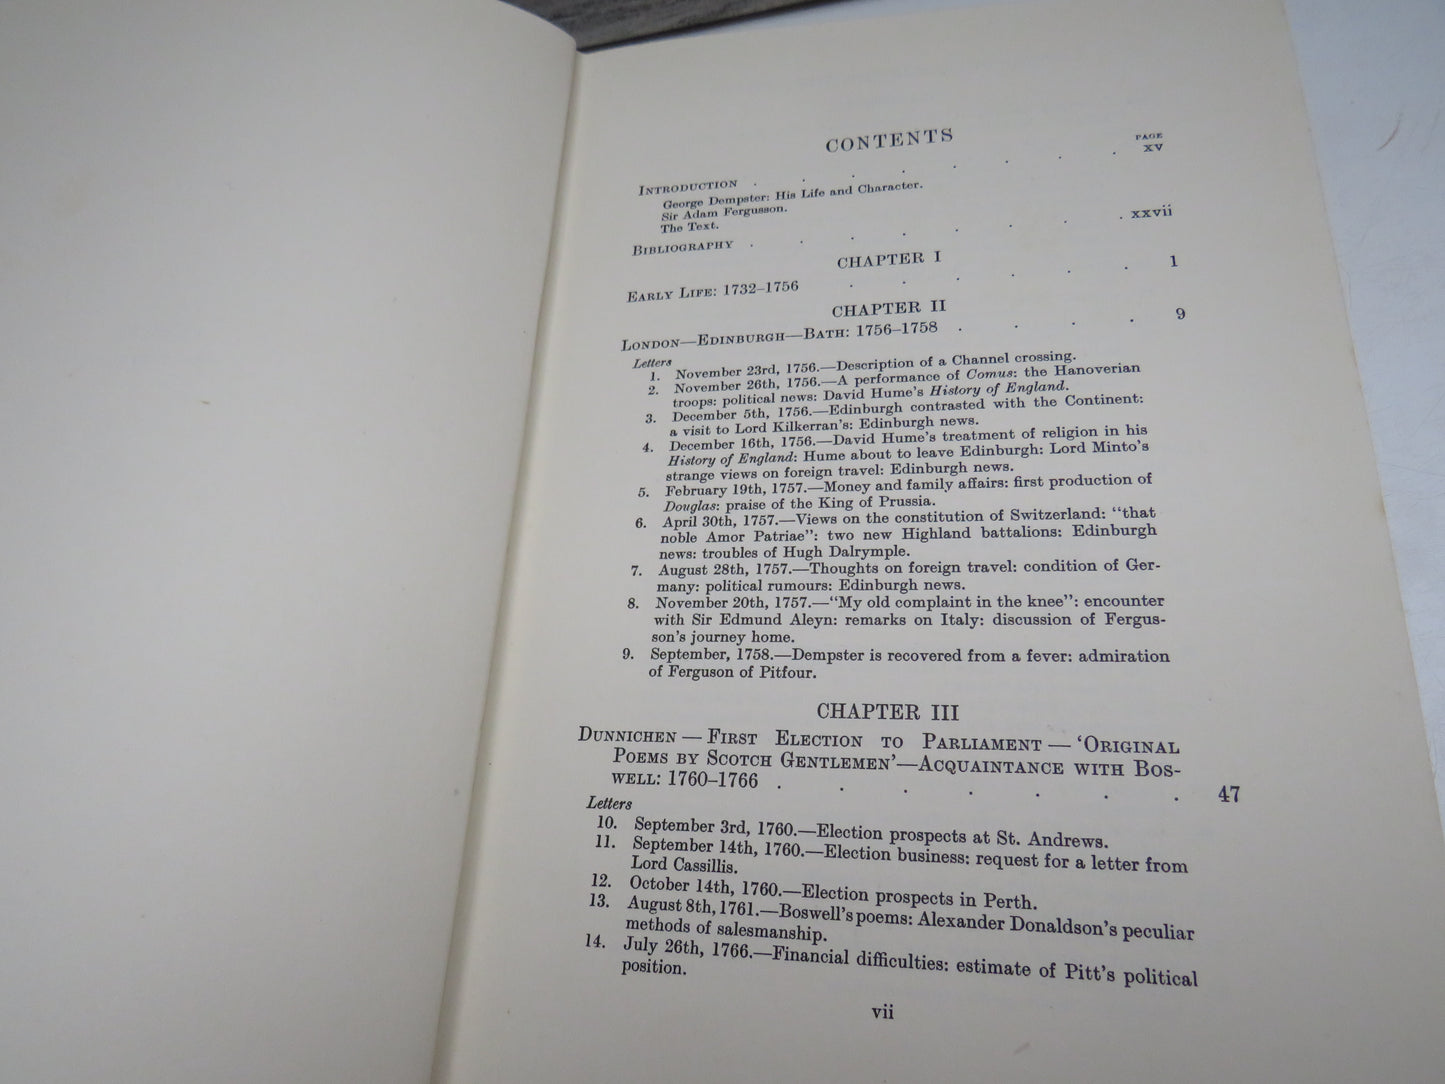 CONTENTS
PAGE
INTRODUCTION . . . . . . . . xv
George Dempster: His Life and Character.
Sir Adam Fergusson.
The Text.
BIBLIOGRAPHY . . . . . . . . xxvii
CHAPTER I
EARLY LIFE: 1732–1756 . . . . . . 1
CHAPTER II
LONDON—EDINBURGH—BATH: 1756–1758 . . . . 9
Letters
1. November 23rd, 1756.—Description of a Channel crossing.
2. November 26th, 1756.—A performance of Comus: the Hanoverian
troops: political news: David Hume's History of England.
3. December 5th, 1756.—Edinburgh contrasted with the Continent:
a visit to Lord Kilkerran's: Edinburgh news.
4. December 16th, 1756.—David Hume's treatment of religion in his
History of England: Hume about to leave Edinburgh: Lord Minto's
strange views on foreign travel: Edinburgh news.
5. February 19th, 1757.—Money and family affairs: first production of
Douglas: praise of the King of Prussia.
6. April 30th, 1757.—Views on the constitution of Switzerland: "that
noble Amor Patriae": two new Highland battalions: Edinburgh
news: troubles of Hugh Dalrymple.
7. August 28th, 1757.—Thoughts on foreign travel: condition of Ger-
many: political rumours: Edinburgh news.
8. November 20th, 1757.—"My old complaint in the knee": encounter
with Sir Edmund Aleyn: remarks on Italy: discussion of Fergus-
son's journey home.
9. September, 1758.—Dempster is recovered from a fever: admiration
of Ferguson of Pitfour.
CHAPTER III
DUNNICHEN — FIRST ELECTION TO PARLIAMENT — 'ORIGINAL
POEMS BY SCOTCH GENTLEMEN'—ACQUAINTANCE WITH BOS-
WELL: 1760–1766 . . . . . . . 47
Letters
10. September 3rd, 1760.—Election prospects at St. Andrews.
11. September 14th, 1760.—Election business: request for a letter from
Lord Cassillis.
12. October 14th, 1760.—Election prospects in Perth.
13. August 8th, 1761.—Boswell's poems: Alexander Donaldson's peculiar
methods of salesmanship.
14. July 26th, 1766.—Financial difficulties: estimate of Pitt's political
position.
vii